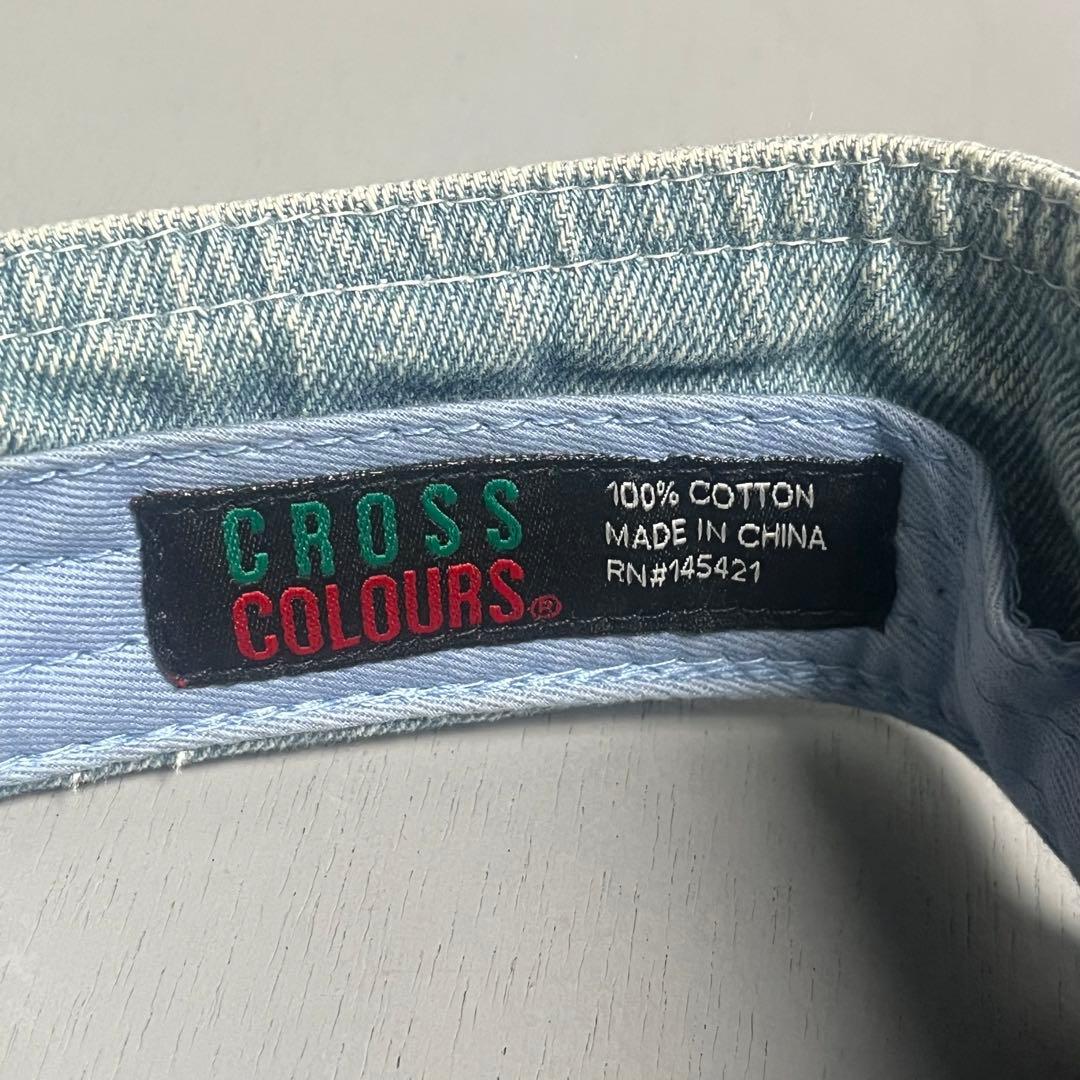 CROSS
COLOURS®
100% COTTON
MADE IN CHINA
RN#145421